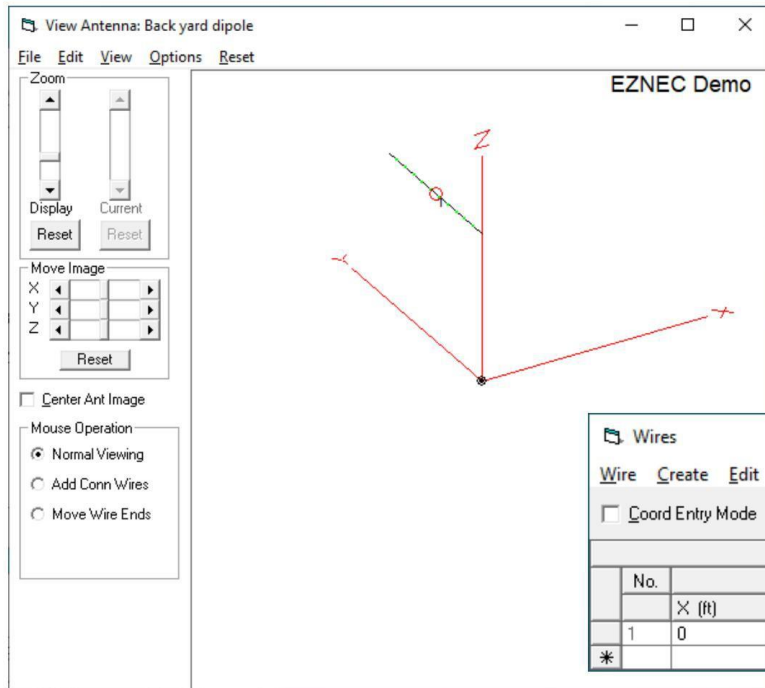 View Antenna: Back yard dipole
File Edit View Options Reset
Zoom
EZNEC Demo
Display Current
Reset Reset
Move Image
X
Y
Z
Reset
Center Ant Image
Mouse Operation
Normal Viewing
Add Conn Wires
Move Wire Ends
Z
1
Y
X
Wires
Wire Create Edit
Coord Entry Mode
No.
X (ft)
1 0
*